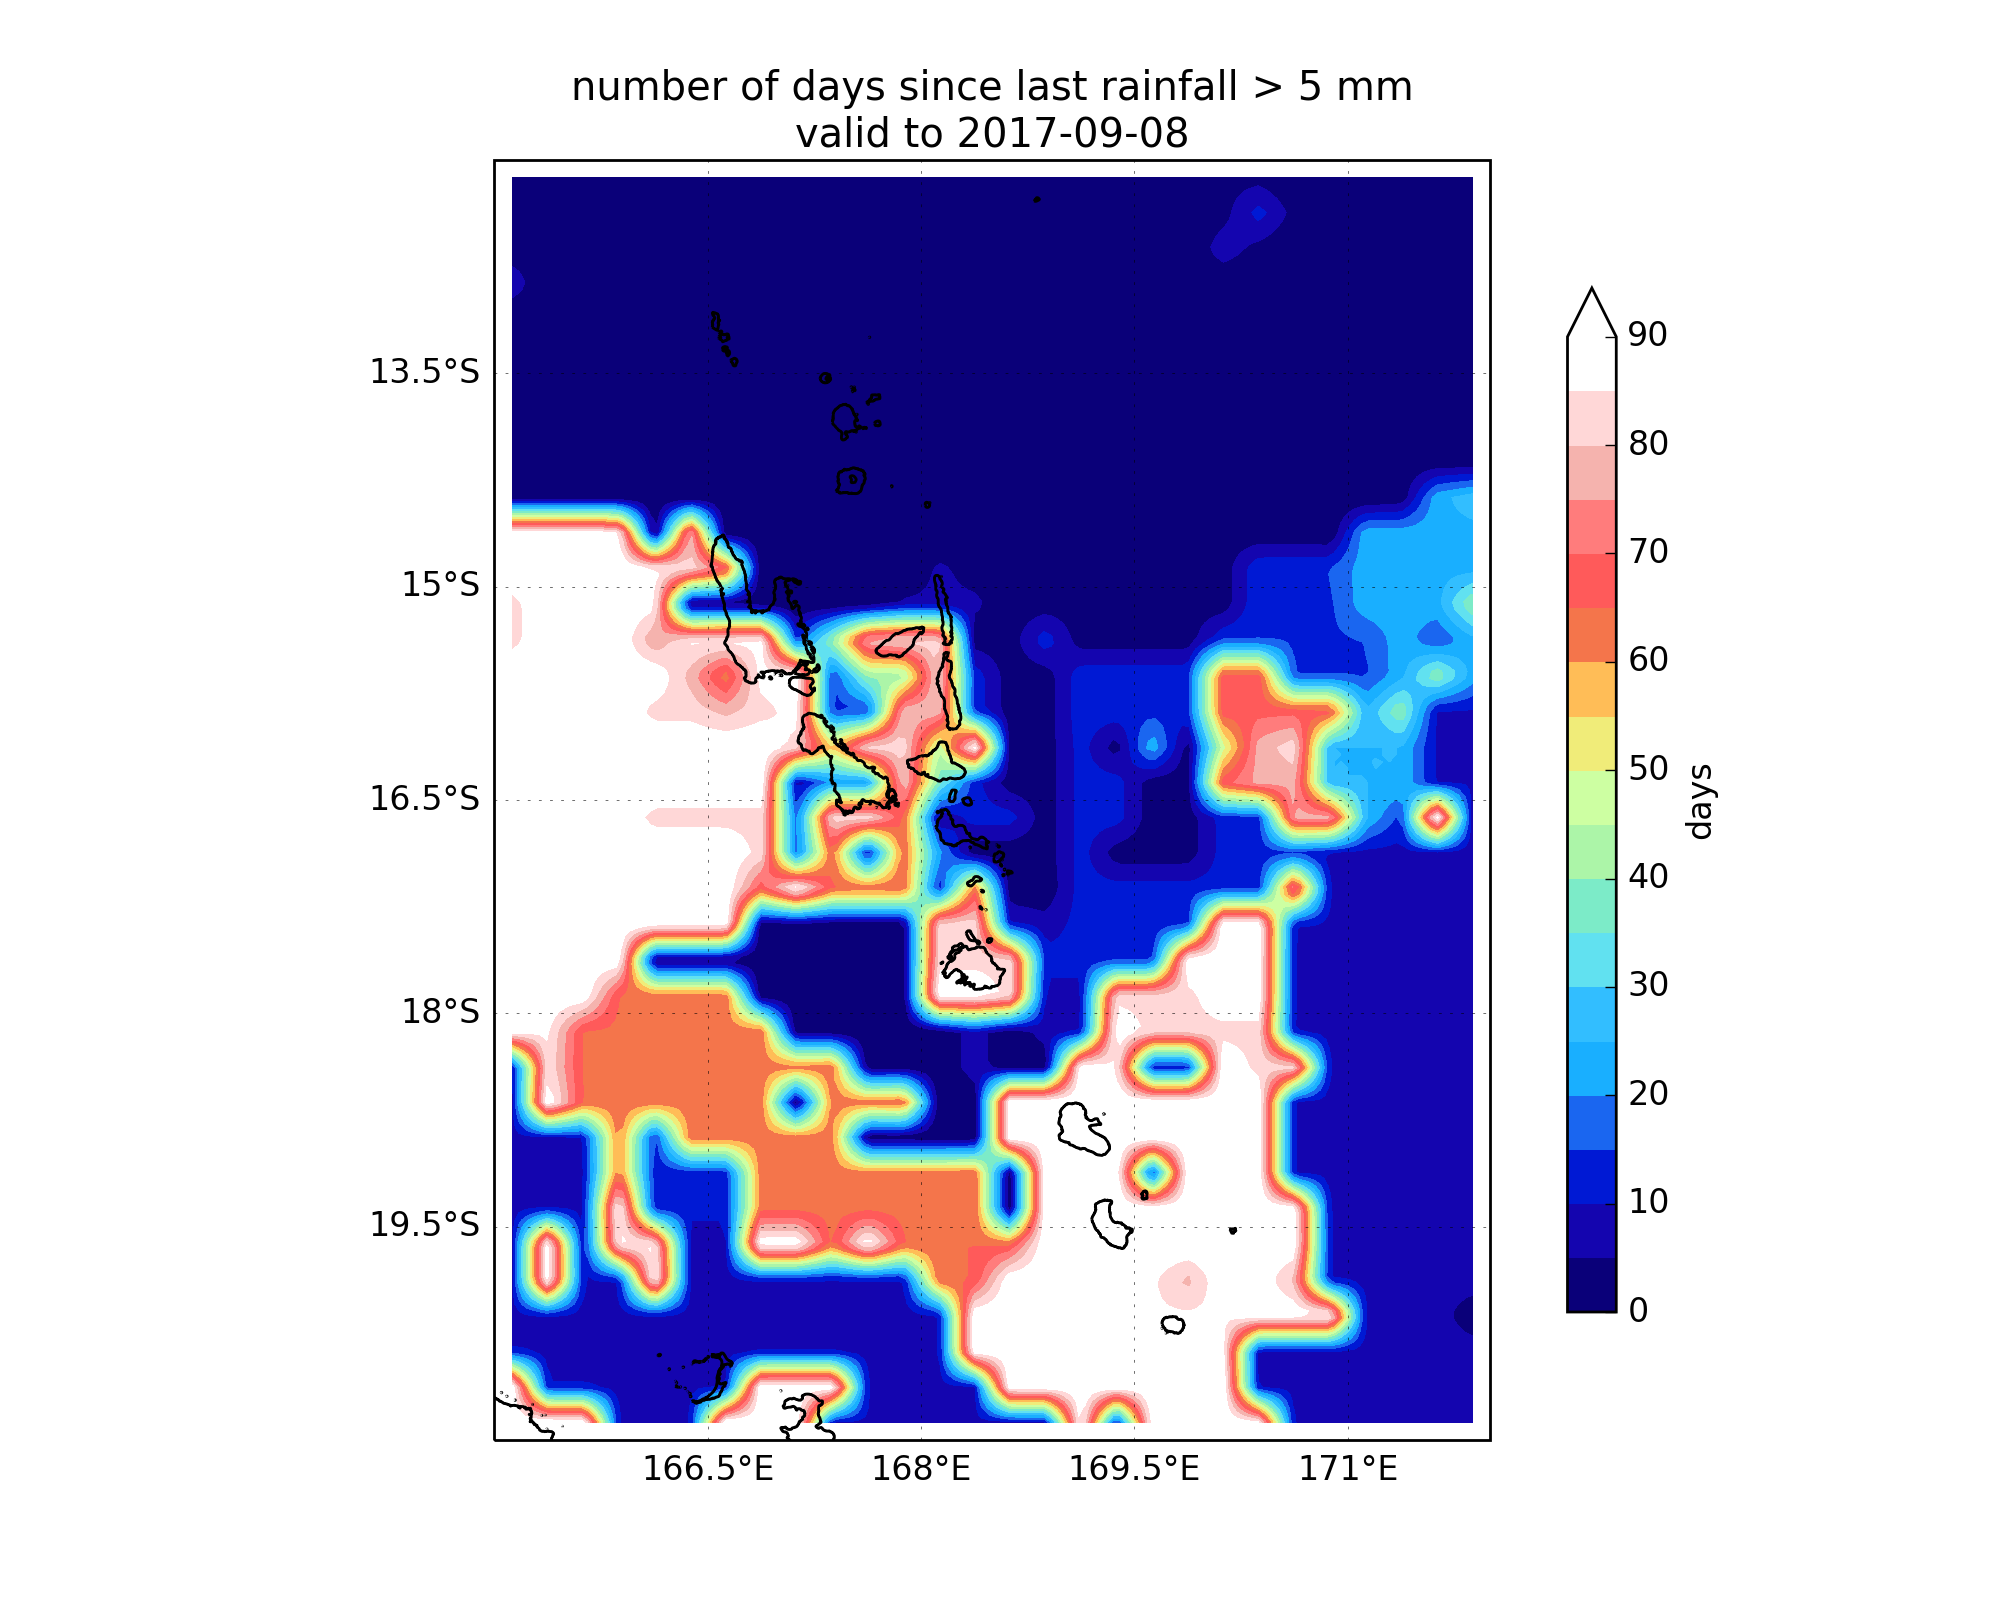 number of days since last rainfall > 5 mm
valid to 2017-09-08
13.5°S
15°S
16.5°S
18°S
19.5°S
166.5°E
168°E
169.5°E
171°E
90
80
70
60
50
40
30
20
10
0
days